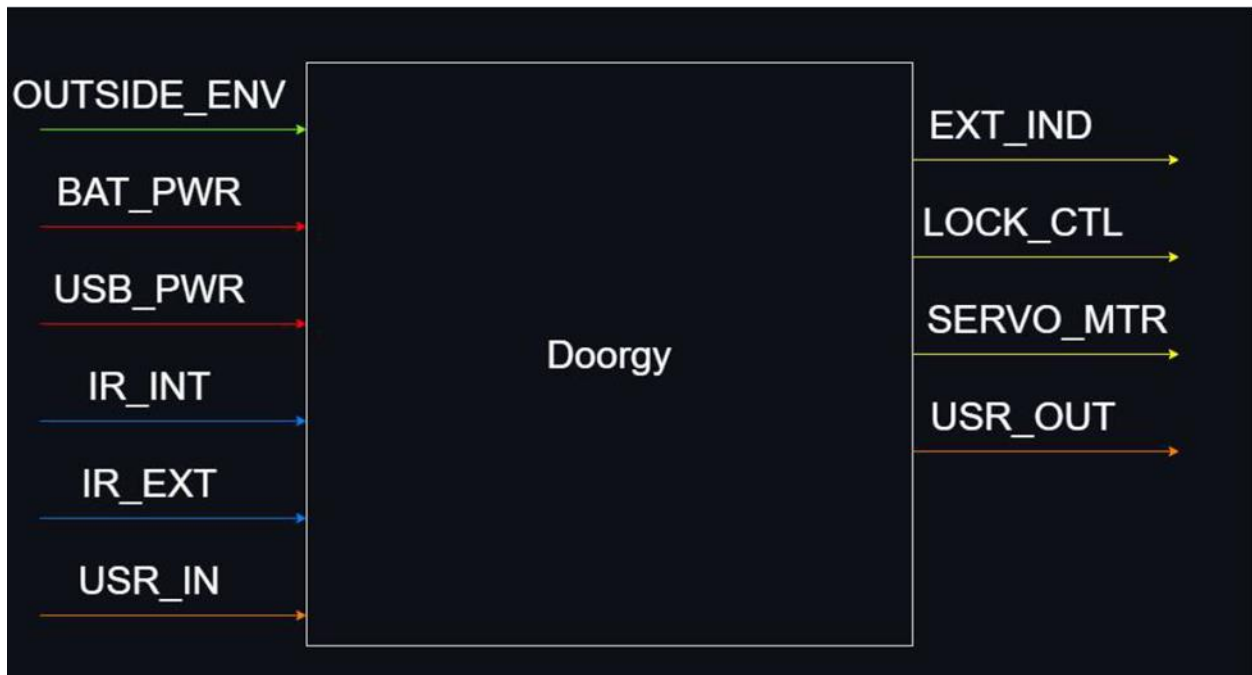 OUTSIDE_ENV
BAT_PWR
USB_PWR
IR_INT
IR_EXT
USR_IN
Doorgy
EXT_IND
LOCK_CTL
SERVO_MTR
USR_OUT